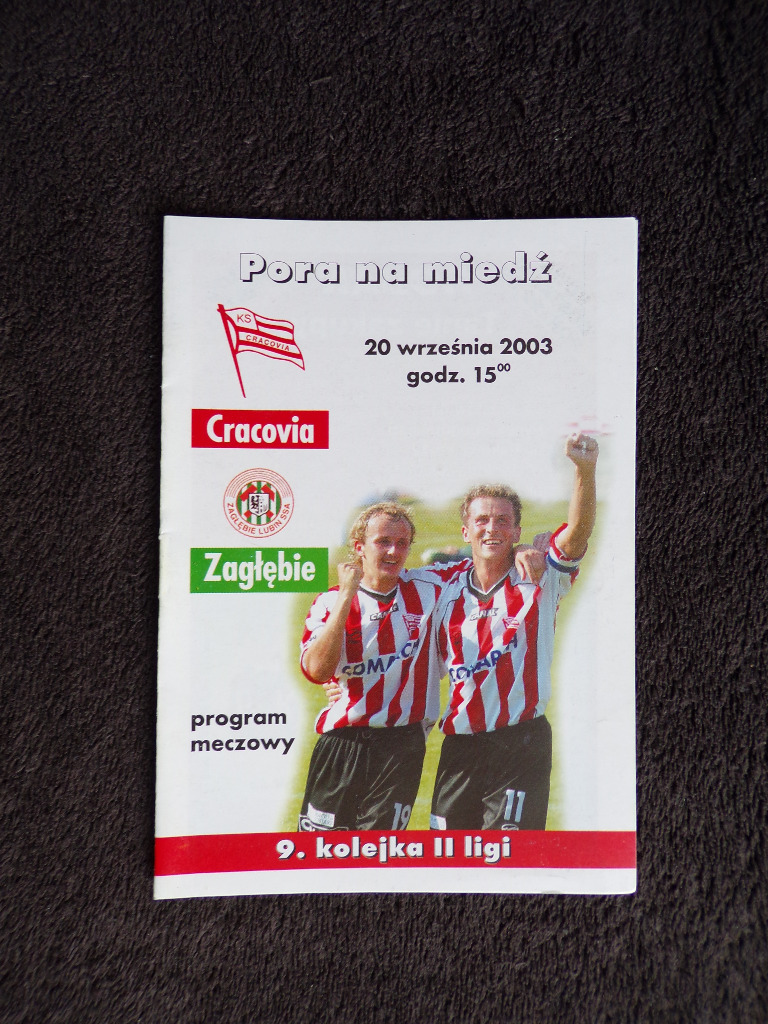 Pora na miedź
KS
CRACOVIA
20 września 2003
godz. 15⁰⁰
Cracovia
ZAGŁĘBIE LUBIN SSA
Zagłębie
CANAL
COMARCH
program
meczowy
19
11
9. kolejka II ligi